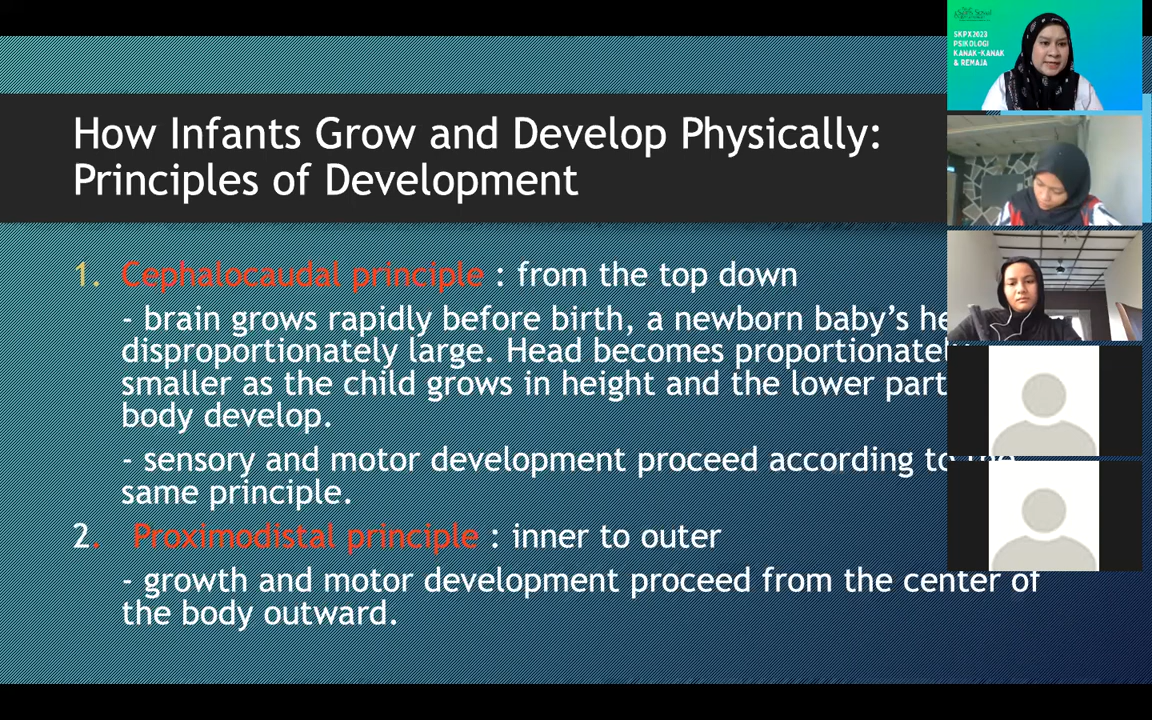 SKPX2023
PSIKOLOGI
KANAK-KANAK
& REMAJA
How Infants Grow and Develop Physically:
Principles of Development
1. Cephalocaudal principle : from the top down
- brain grows rapidly before birth, a newborn baby's
disproportionately large. Head becomes
smaller as the child grows in height and the lower part
body develop.
- sensory and motor development proceed according to the
same principle.
2. Proximodistal principle : inner to outer
- growth and motor development proceed from the center of
the body outward.